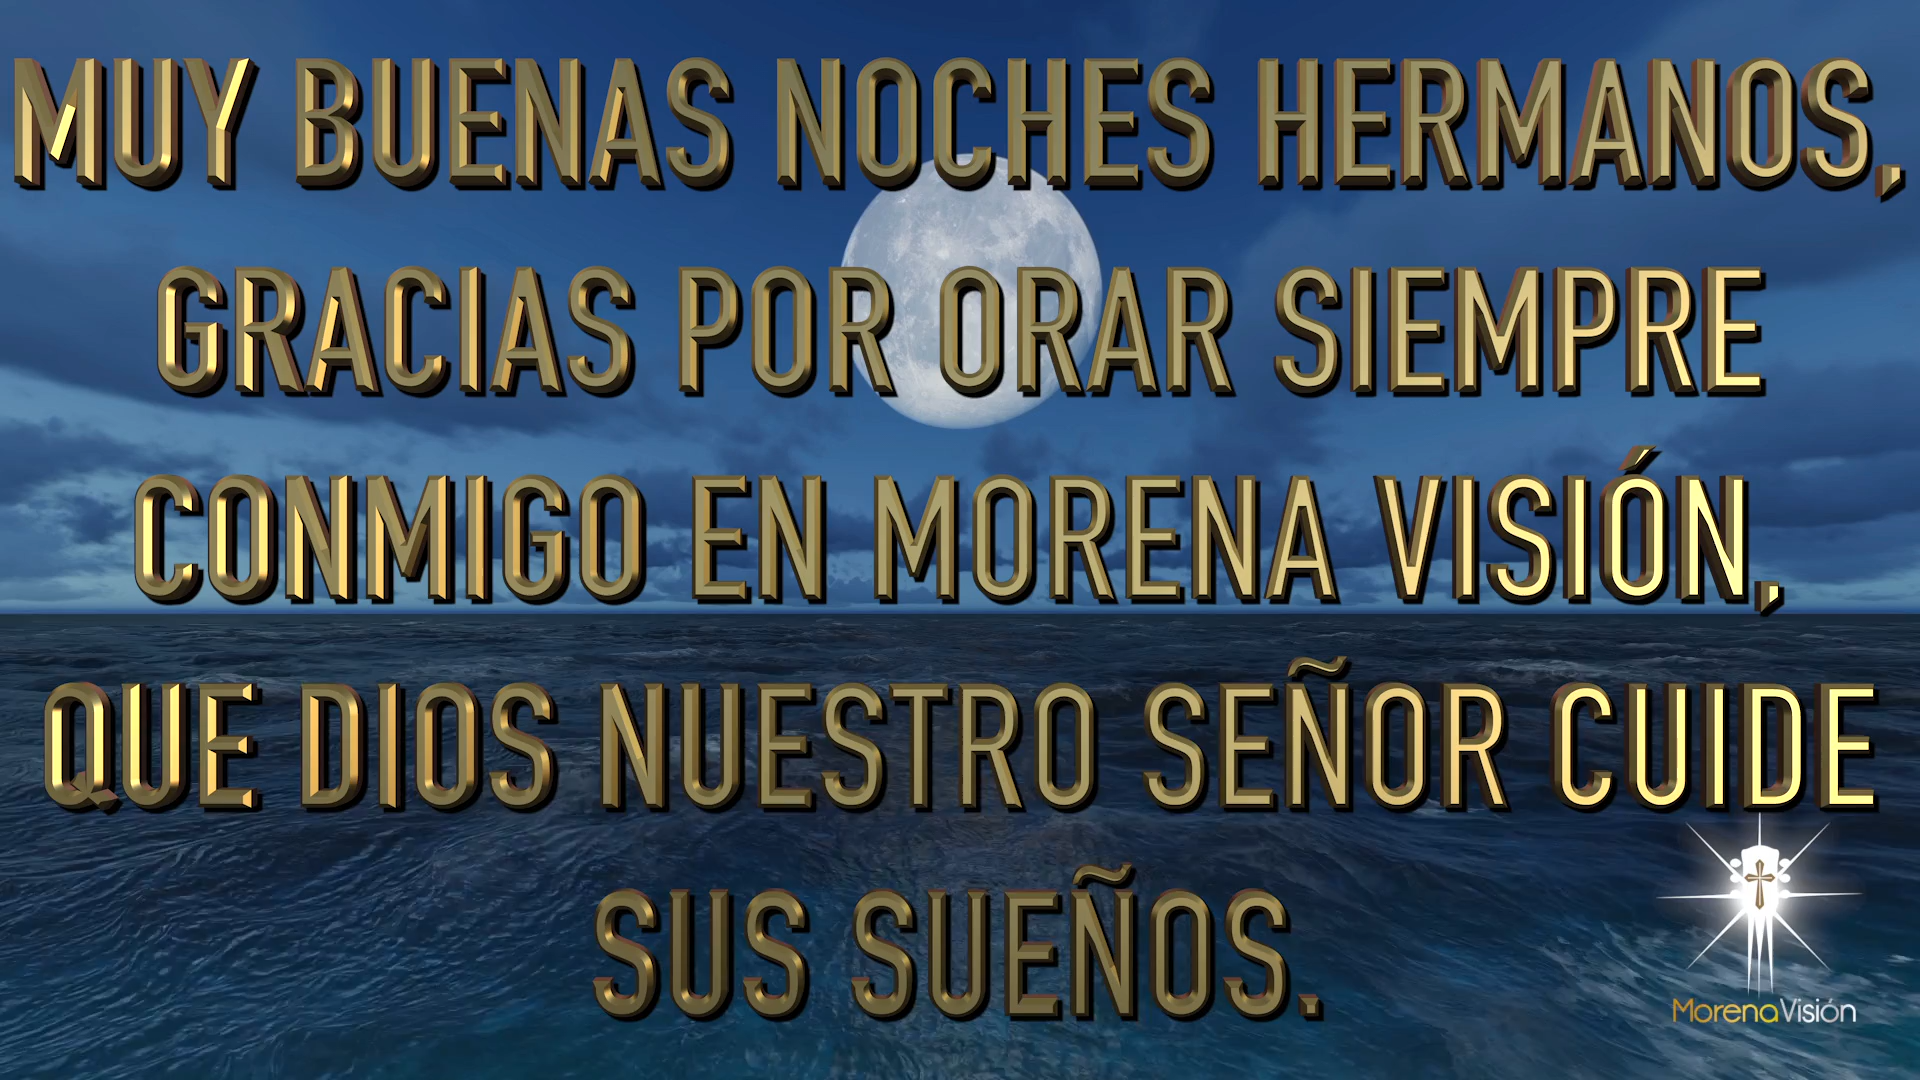 MUY BUENAS NOCHES HERMANOS,
GRACIAS POR ORAR SIEMPRE
CONMIGO EN MORENA VISIÓN,
QUE DIOS NUESTRO SEÑOR CUIDE
SUS SUEÑOS.
MorenaVisión